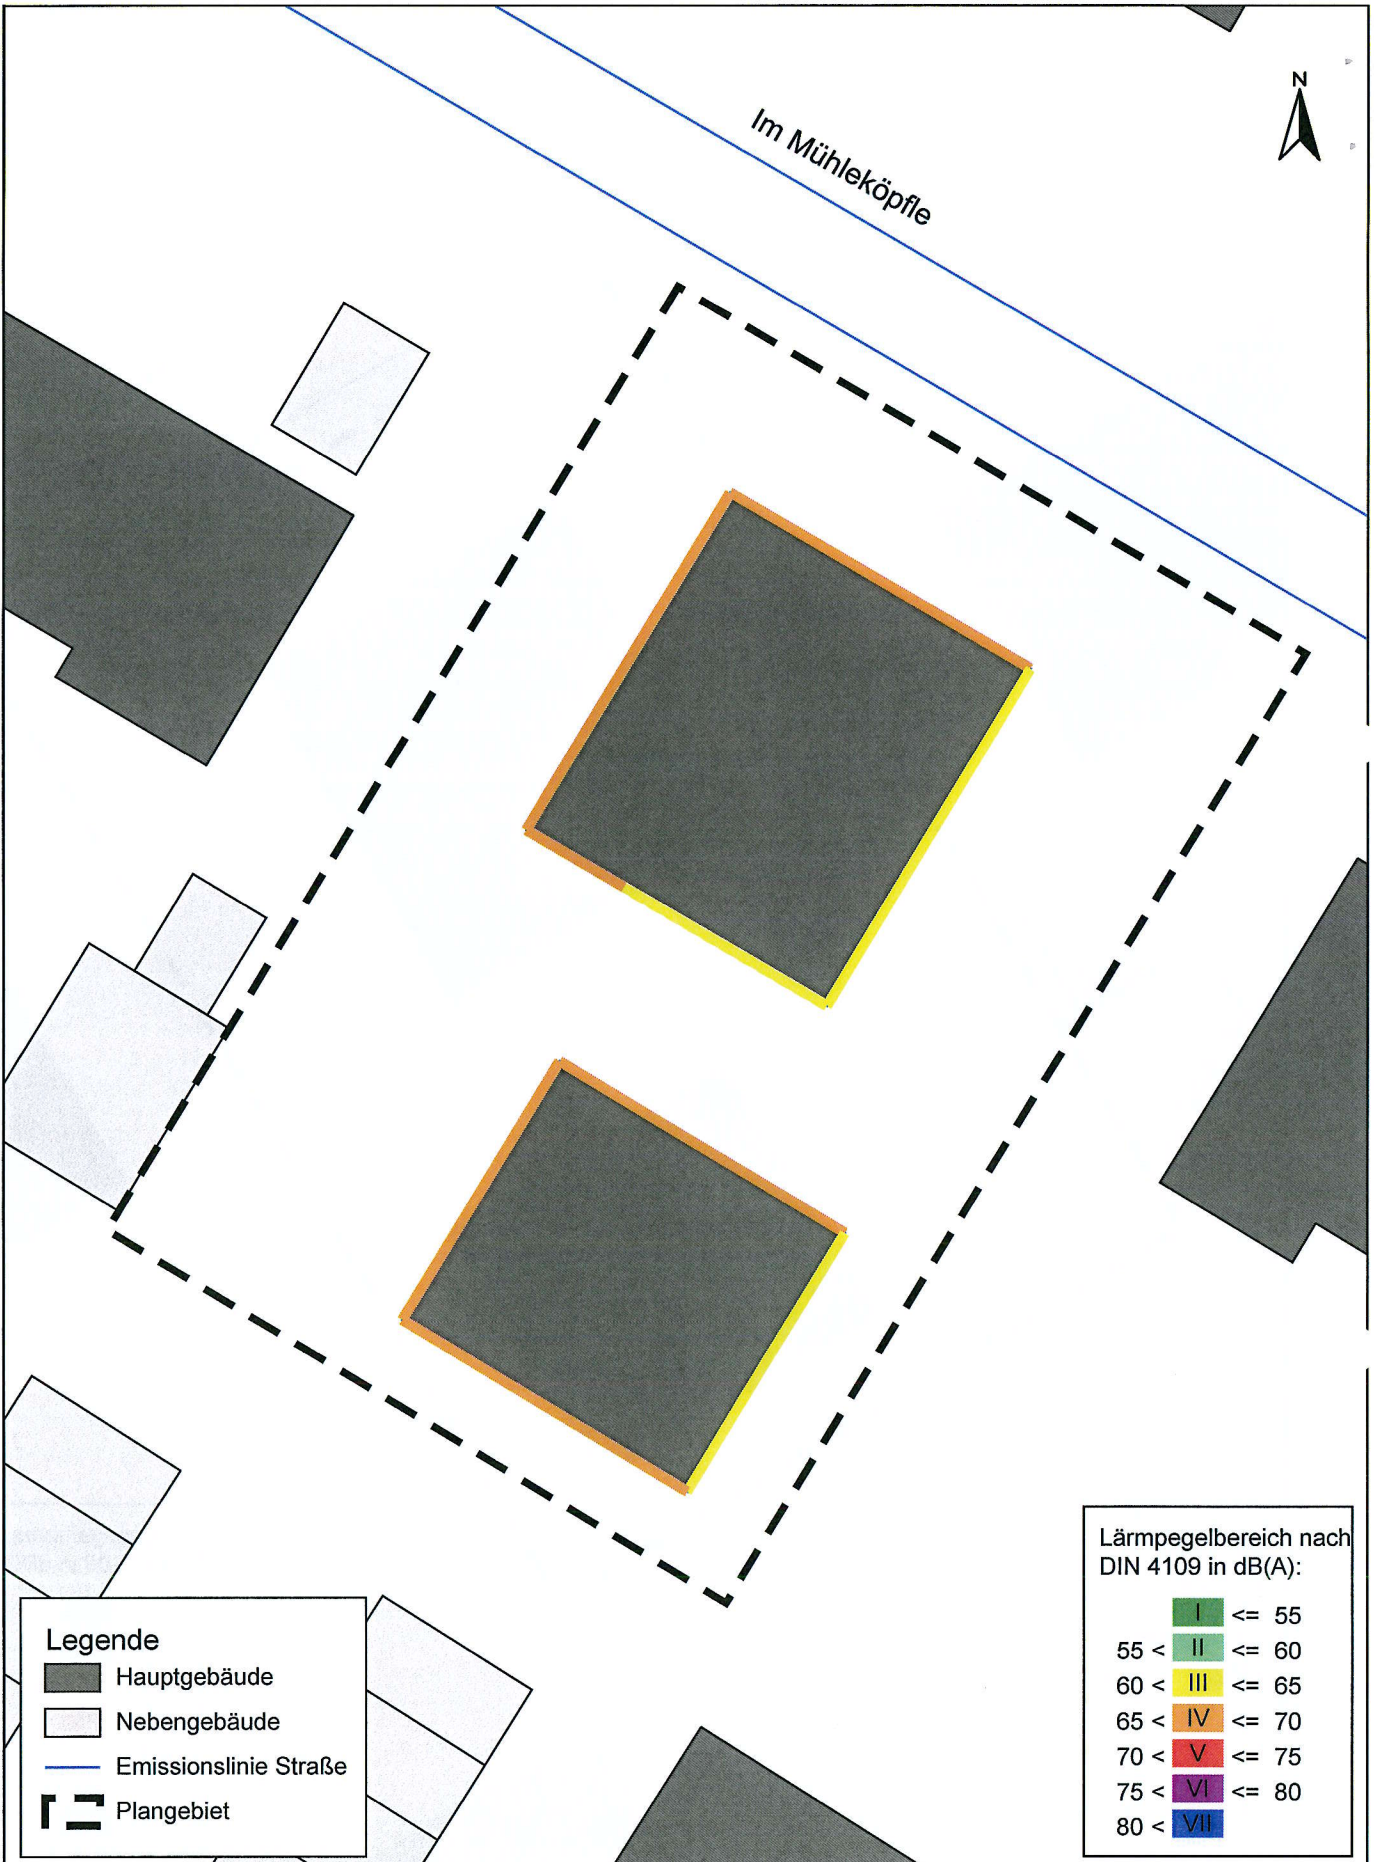 N
Im Mühleköpfle
Legende
Hauptgebäude
Nebengebäude
Emissionslinie Straße
Plangebiet
Lärmpegelbereich nach
DIN 4109 in dB(A):
I <= 55
55 < II <= 60
60 < III <= 65
65 < IV <= 70
70 < V <= 75
75 < VI <= 80
80 < VII